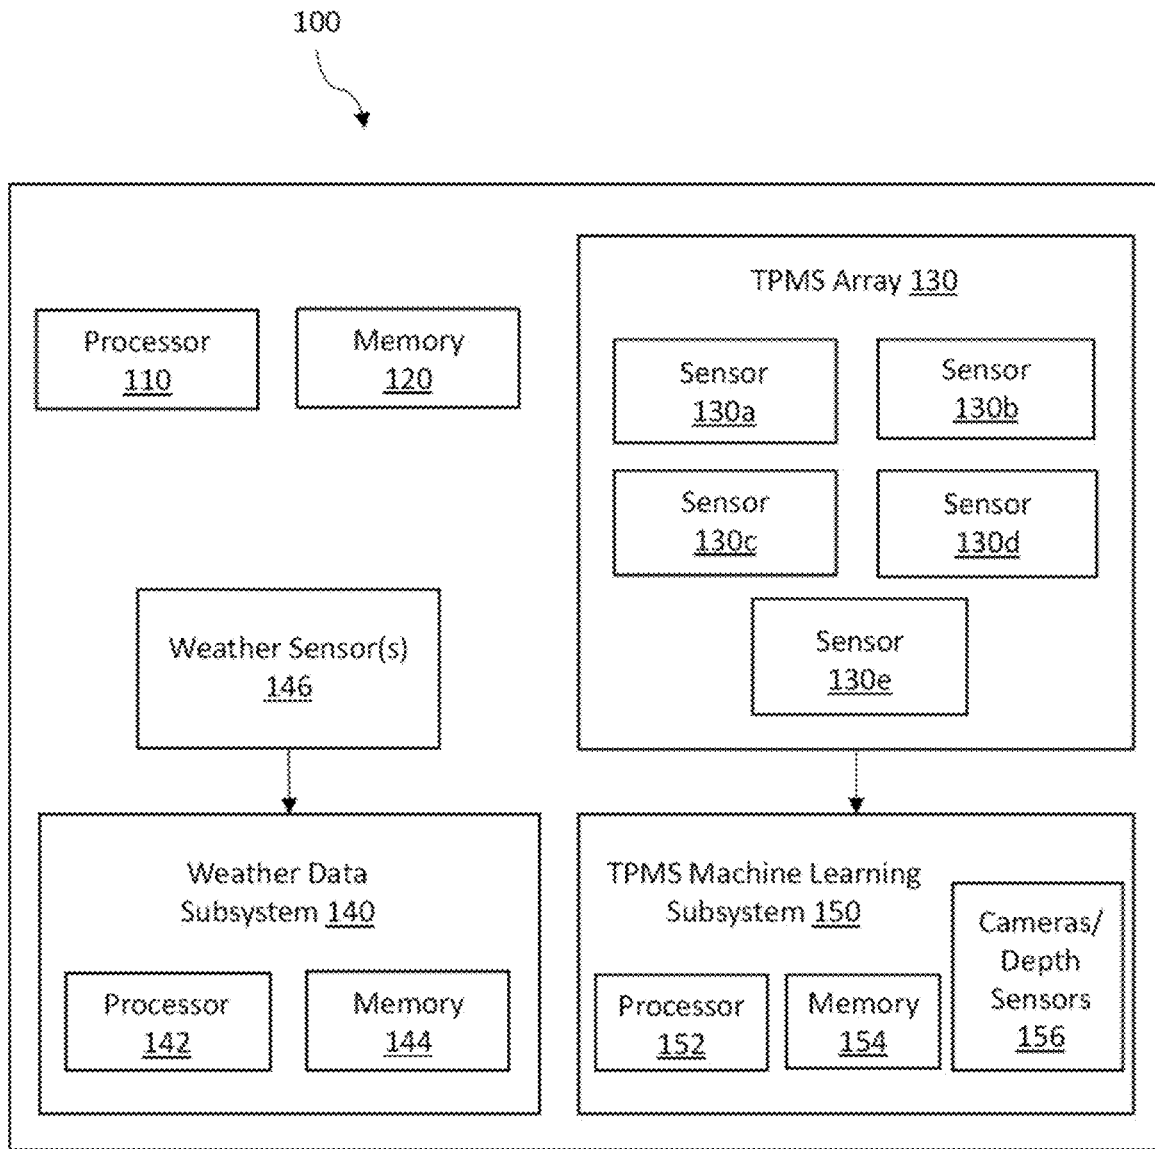 100
TPMS Array 130
Processor
110
Memory
120
Sensor
130a
Sensor
130b
Sensor
130c
Sensor
130d
Sensor
130e
Weather Sensor(s)
146
Weather Data
Subsystem 140
Processor
142
Memory
144
TPMS Machine Learning
Subsystem 150
Processor
152
Memory
154
Cameras/
Depth
Sensors
156